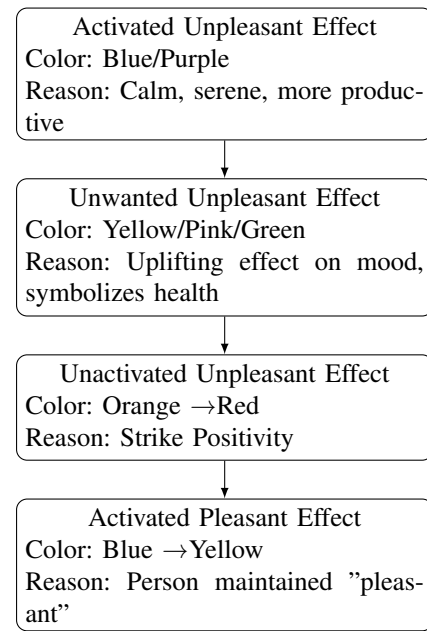 Activated Unpleasant Effect
Color: Blue/Purple
Reason: Calm, serene, more produc-
tive
Unwanted Unpleasant Effect
Color: Yellow/Pink/Green
Reason: Uplifting effect on mood,
symbolizes health
Unactivated Unpleasant Effect
Color: Orange →Red
Reason: Strike Positivity
Activated Pleasant Effect
Color: Blue →Yellow
Reason: Person maintained ”pleas-
ant”